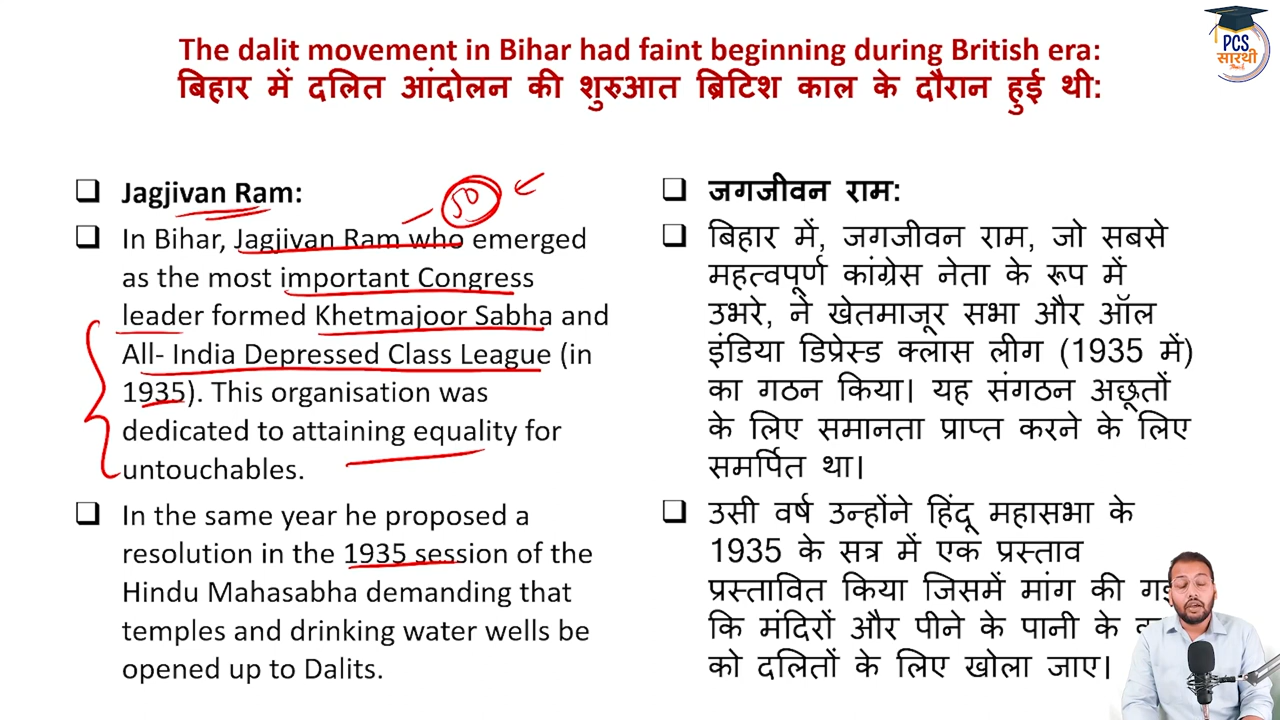 The dalit movement in Bihar had faint beginning during British era:
बिहार में दलित आंदोलन की शुरुआत ब्रिटिश काल के दौरान हुई थी:
PCS
सारथी
Jagjivan Ram:
50
In Bihar, Jagjivan Ram who emerged
as the most important Congress
leader formed Khetmajoor Sabha and
All- India Depressed Class League (in
1935). This organisation was
dedicated to attaining equality for
untouchables.
In the same year he proposed a
resolution in the 1935 session of the
Hindu Mahasabha demanding that
temples and drinking water wells be
opened up to Dalits.
जगजीवन राम:
बिहार में, जगजीवन राम, जो सबसे
महत्वपूर्ण कांग्रेस नेता के रूप में
उभरे, ने खेतमाजूर सभा और ऑल
इंडिया डिप्रेस्ड क्लास लीग (1935 में)
का गठन किया। यह संगठन अछूतों
के लिए समानता प्राप्त करने के लिए
समर्पित था।
उसी वर्ष उन्होंने हिंदू महासभा के
1935 के सत्र में एक प्रस्ताव
प्रस्तावित किया जिसमें मांग की
कि मंदिरों और पीने के पानी के
को दलितों के लिए खोला जाए।